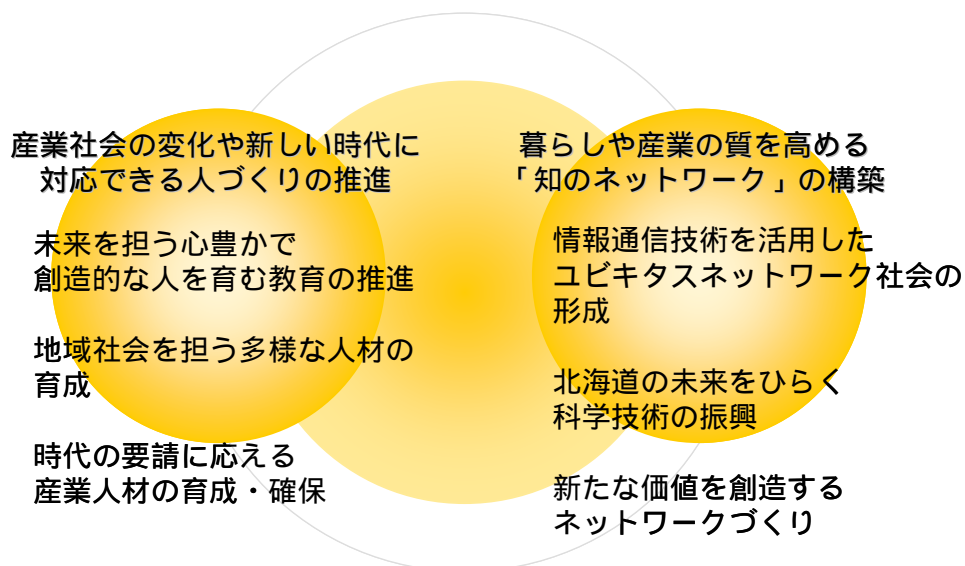 産業社会の変化や新しい時代に
対応できる人づくりの推進
未来を担う心豊かで
創造的な人を育む教育の推進
地域社会を担う多様な人材の
育成
時代の要請に応える
産業人材の育成・確保
暮らしや産業の質を高める
「知のネットワーク」の構築
情報通信技術を活用した
ユビキタスネットワーク社会の
形成
北海道の未来をひらく
科学技術の振興
新たな価値を創造する
ネットワークづくり